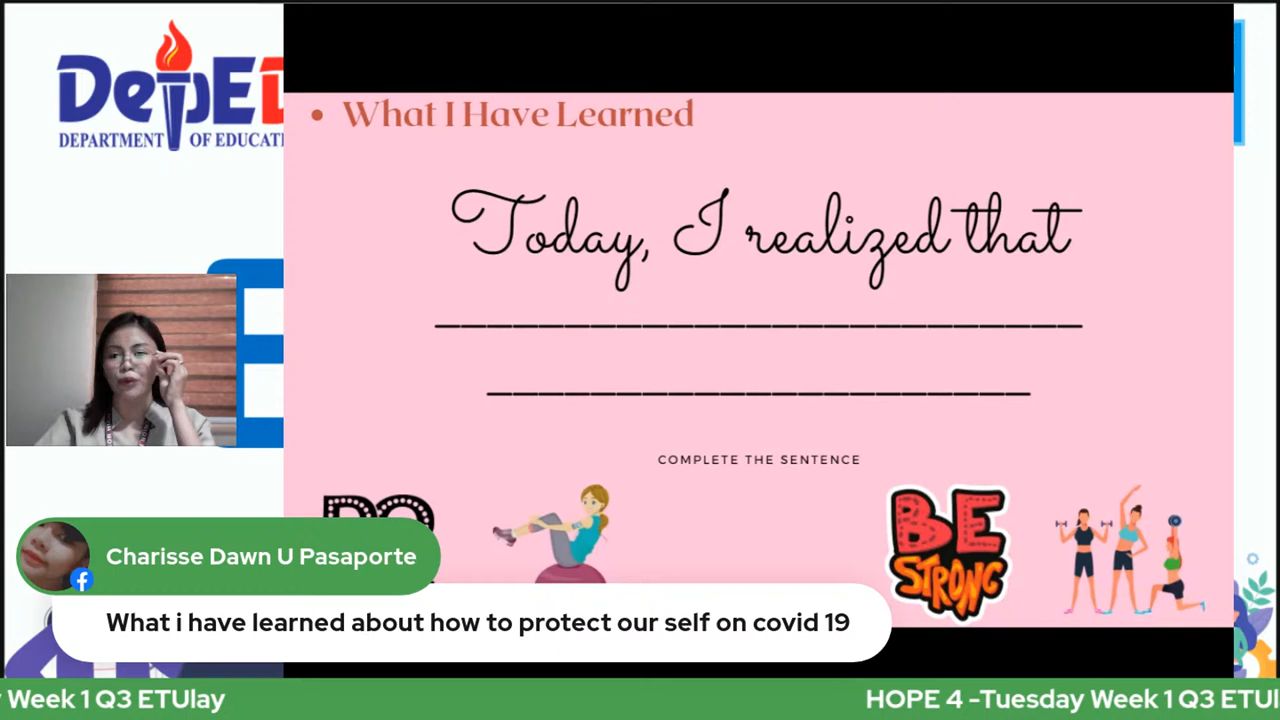 DepED
DEPARTMENT OF EDUCATI
• What I Have Learned
Today, I realized that
COMPLETE THE SENTENCE
DO
BE
STRONG
Charisse Dawn U Pasaporte
What i have learned about how to protect our self on covid 19
Week 1 Q3 ETUlay
HOPE 4 -Tuesday Week 1 Q3 ETUl